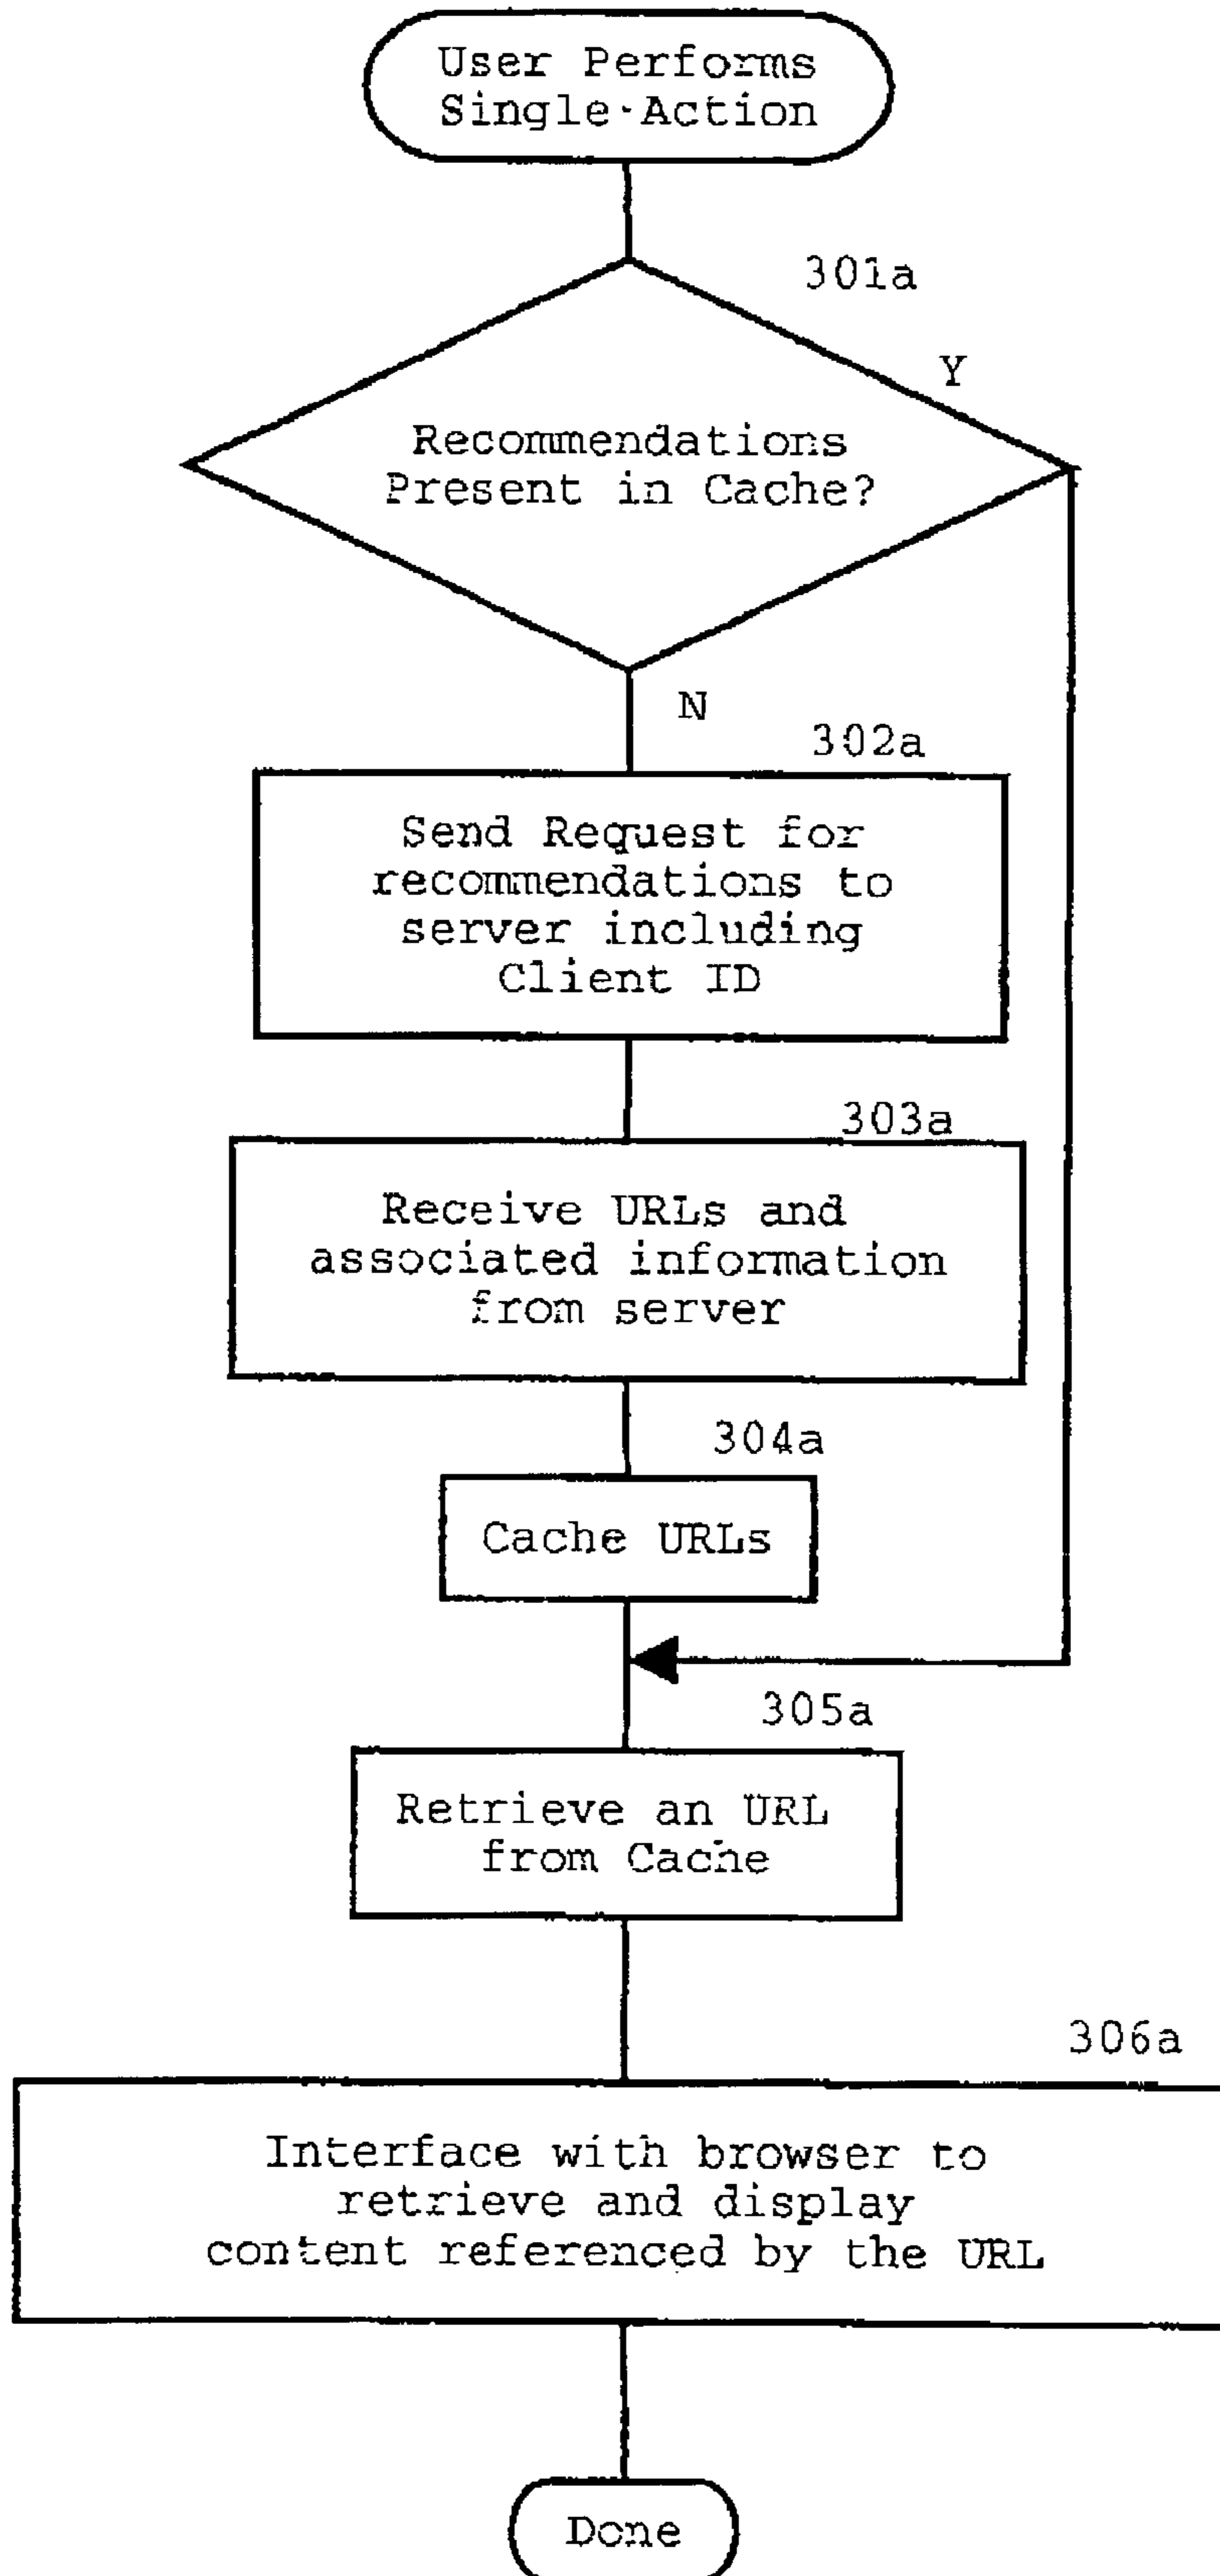 User Performs
Single-Action
301a
Y
Recommendations
Present in Cache?
N
302a
Send Request for
recommendations to
server including
Client ID
303a
Receive URLs and
associated information
from server
304a
Cache URLs
305a
Retrieve an URL
from Cache
306a
Interface with browser to
retrieve and display
content referenced by the URL
Done